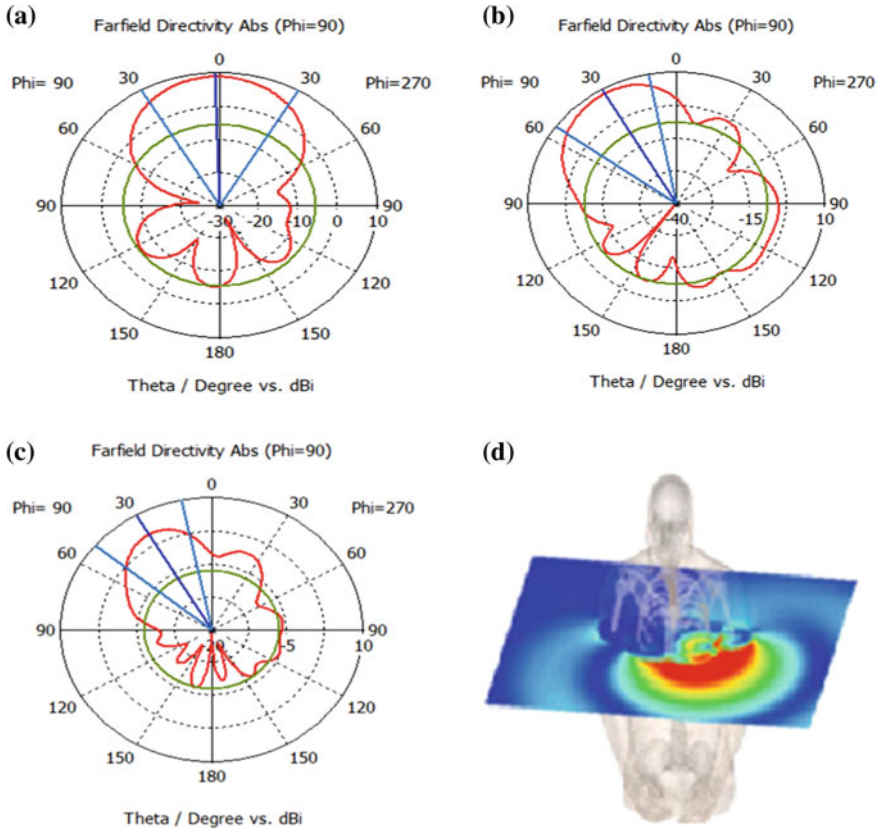 (a)
Farfield Directivity Abs (Phi=90)
0
Phi= 90 30 30 Phi=270
60 60
90 -30 -20 -10 0 90
10
120 120
150 150
180
Theta / Degree vs. dBi
(b)
Farfield Directivity Abs (Phi=90)
0
Phi= 90 30 30 Phi=270
60 60
90 -40 -15 90
10
120 120
150 150
180
Theta / Degree vs. dBi
(c)
Farfield Directivity Abs (Phi=90)
0
Phi= 90 30 30 Phi=270
60 60
90 -5 10 90
120 120
150 150
180
Theta / Degree vs. dBi
(d)